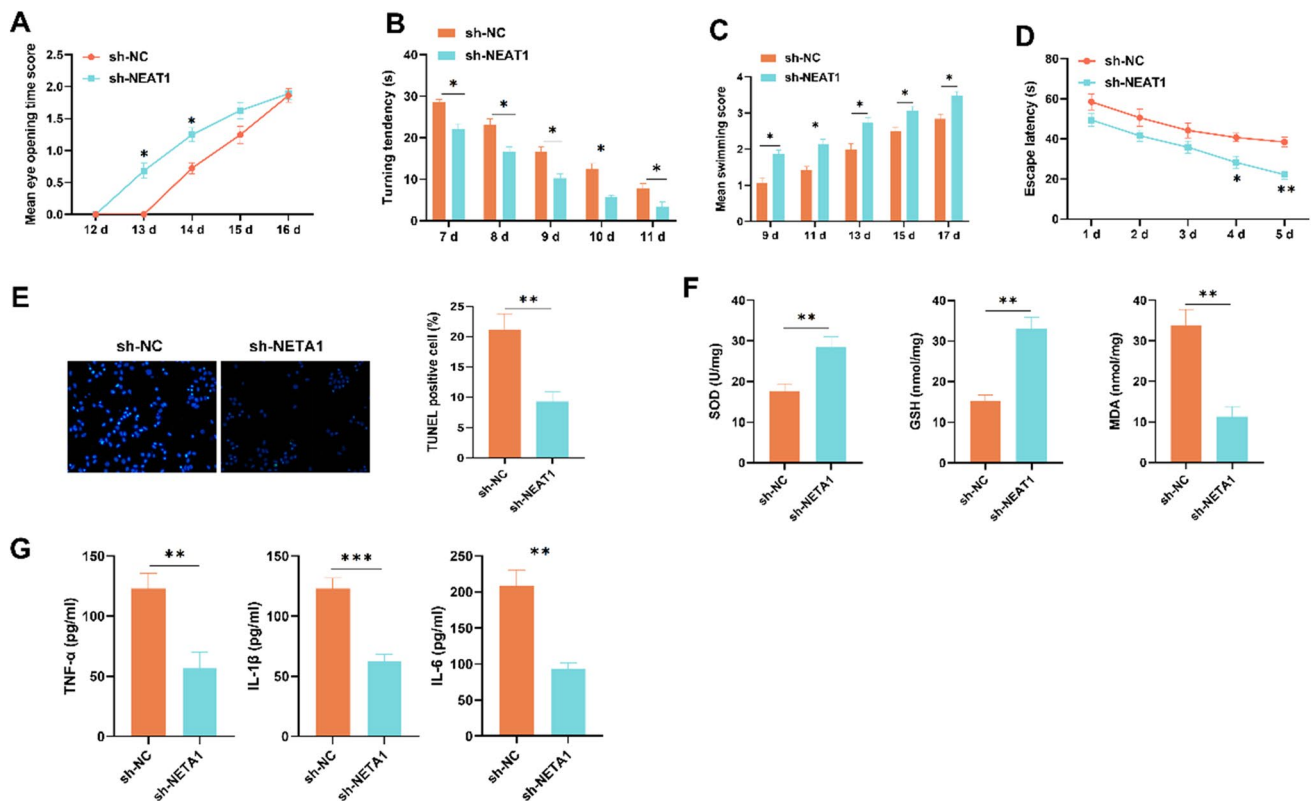 A
sh-NC
sh-NEAT1
Mean eye opening time score
2.5
2.0
1.5
1.0
0.5
0.0
*
*
12 d 13 d 14 d 15 d 16 d
B
sh-NC
sh-NEAT1
Turning tendency (s)
40
30
20
10
0
*
*
*
*
*
7 d 8 d 9 d 10 d 11 d
C
sh-NC
sh-NEAT1
Mean swimming score
4
3
2
1
0
*
*
*
*
*
9 d 11 d 13 d 15 d 17 d
D
sh-NC
sh-NEAT1
Escape latency (s)
80
60
40
20
0
*
**
1 d 2 d 3 d 4 d 5 d
E
sh-NC sh-NETA1
TUNEL positive cell (%)
25
20
15
10
5
0
**
sh-NC
sh-NEAT1
F
SOD (U/mg)
40
30
20
10
0
**
sh-NC
sh-NETA1
GSH (nmol/mg)
40
30
20
10
0
**
sh-NC
sh-NEAT1
MDA (nmol/mg)
40
30
20
10
0
**
sh-NC
sh-NETA1
G
TNF-α (pg/ml)
150
100
50
0
**
sh-NC
sh-NETA1
IL-1β (pg/ml)
150
100
50
0
***
sh-NC
sh-NETA1
IL-6 (pg/ml)
250
200
150
100
50
0
**
sh-NC
sh-NETA1